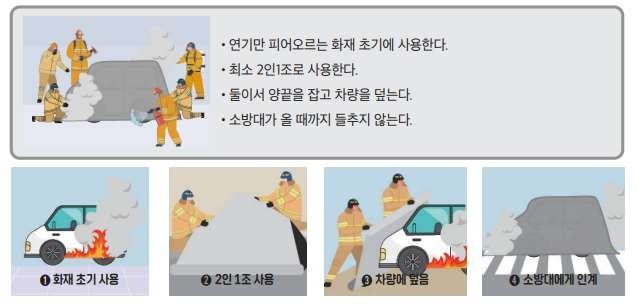 • 연기만 피어오르는 화재 초기에 사용한다.
• 최소 2인1조로 사용한다.
• 둘이서 양끝을 잡고 차량을 덮는다.
• 소방대가 올 때까지 들추지 않는다.
❶ 화재 초기 사용
❷ 2인 1조 사용
❸ 차량에 덮음
❹ 소방대에게 인계